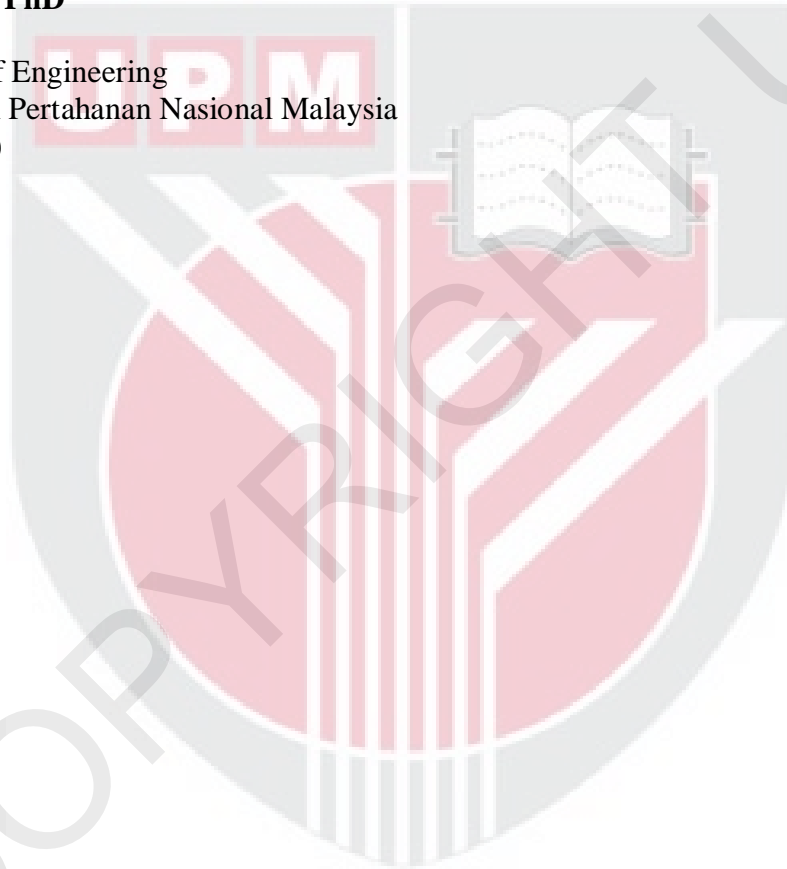 PhD
UPM
f Engineering
Pertahanan Nasional Malaysia
)
COPYRIGHT U